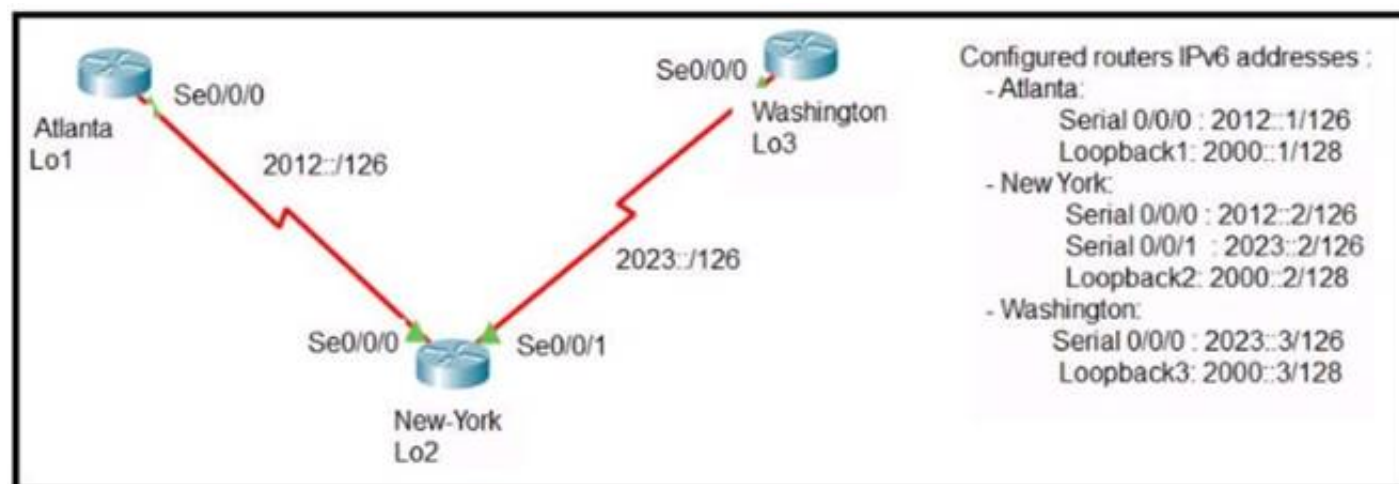 Se0/0/0
Atlanta
Lo1
2012::/126
Se0/0/0
Washington
Lo3
2023::/126
Se0/0/0
Se0/0/1
New-York
Lo2
Configured routers IPv6 addresses :
- Atlanta:
Serial 0/0/0 : 2012::1/126
Loopback1: 2000::1/128
- New York:
Serial 0/0/0 : 2012::2/126
Serial 0/0/1 : 2023::2/126
Loopback2: 2000::2/128
- Washington:
Serial 0/0/0 : 2023::3/126
Loopback3: 2000::3/128